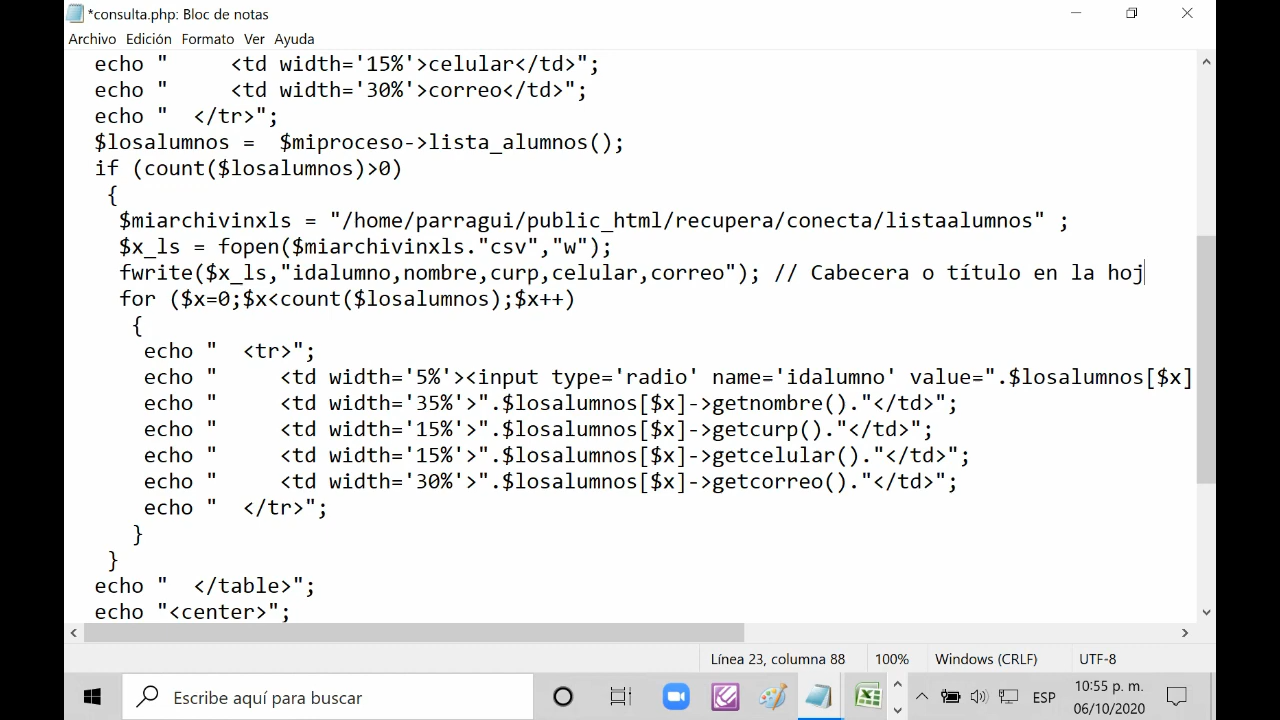 *consulta.php: Bloc de notas
Archivo Edición Formato Ver Ayuda
echo "     <td width='15%'>celular</td>";
echo "     <td width='30%'>correo</td>";
echo "  </tr>";
$losalumnos =  $miproceso->lista_alumnos();
if (count($losalumnos)>0)
{
$miarchivinxls = "/home/parragui/public_html/recupera/conecta/listaalumnos" ;
$x_ls = fopen($miarchivinxls."csv","w");
fwrite($x_ls,"idalumno,nombre,curp,celular,correo"); // Cabecera o título en la hoj
for ($x=0;$x<count($losalumnos);$x++)
{
echo "  <tr>";
echo "     <td width='5%'><input type='radio' name='idalumno' value=".$losalumnos[$x]
echo "     <td width='35%'>".$losalumnos[$x]->getnombre()."</td>";
echo "     <td width='15%'>".$losalumnos[$x]->getcurp()."</td>";
echo "     <td width='15%'>".$losalumnos[$x]->getcelular()."</td>";
echo "     <td width='30%'>".$losalumnos[$x]->getcorreo()."</td>";
echo "  </tr>";
}
}
echo "  </table>";
echo "<center>";
Línea 23, columna 88 100% Windows (CRLF) UTF-8
Escribe aquí para buscar
ESP
10:55 p. m.
06/10/2020